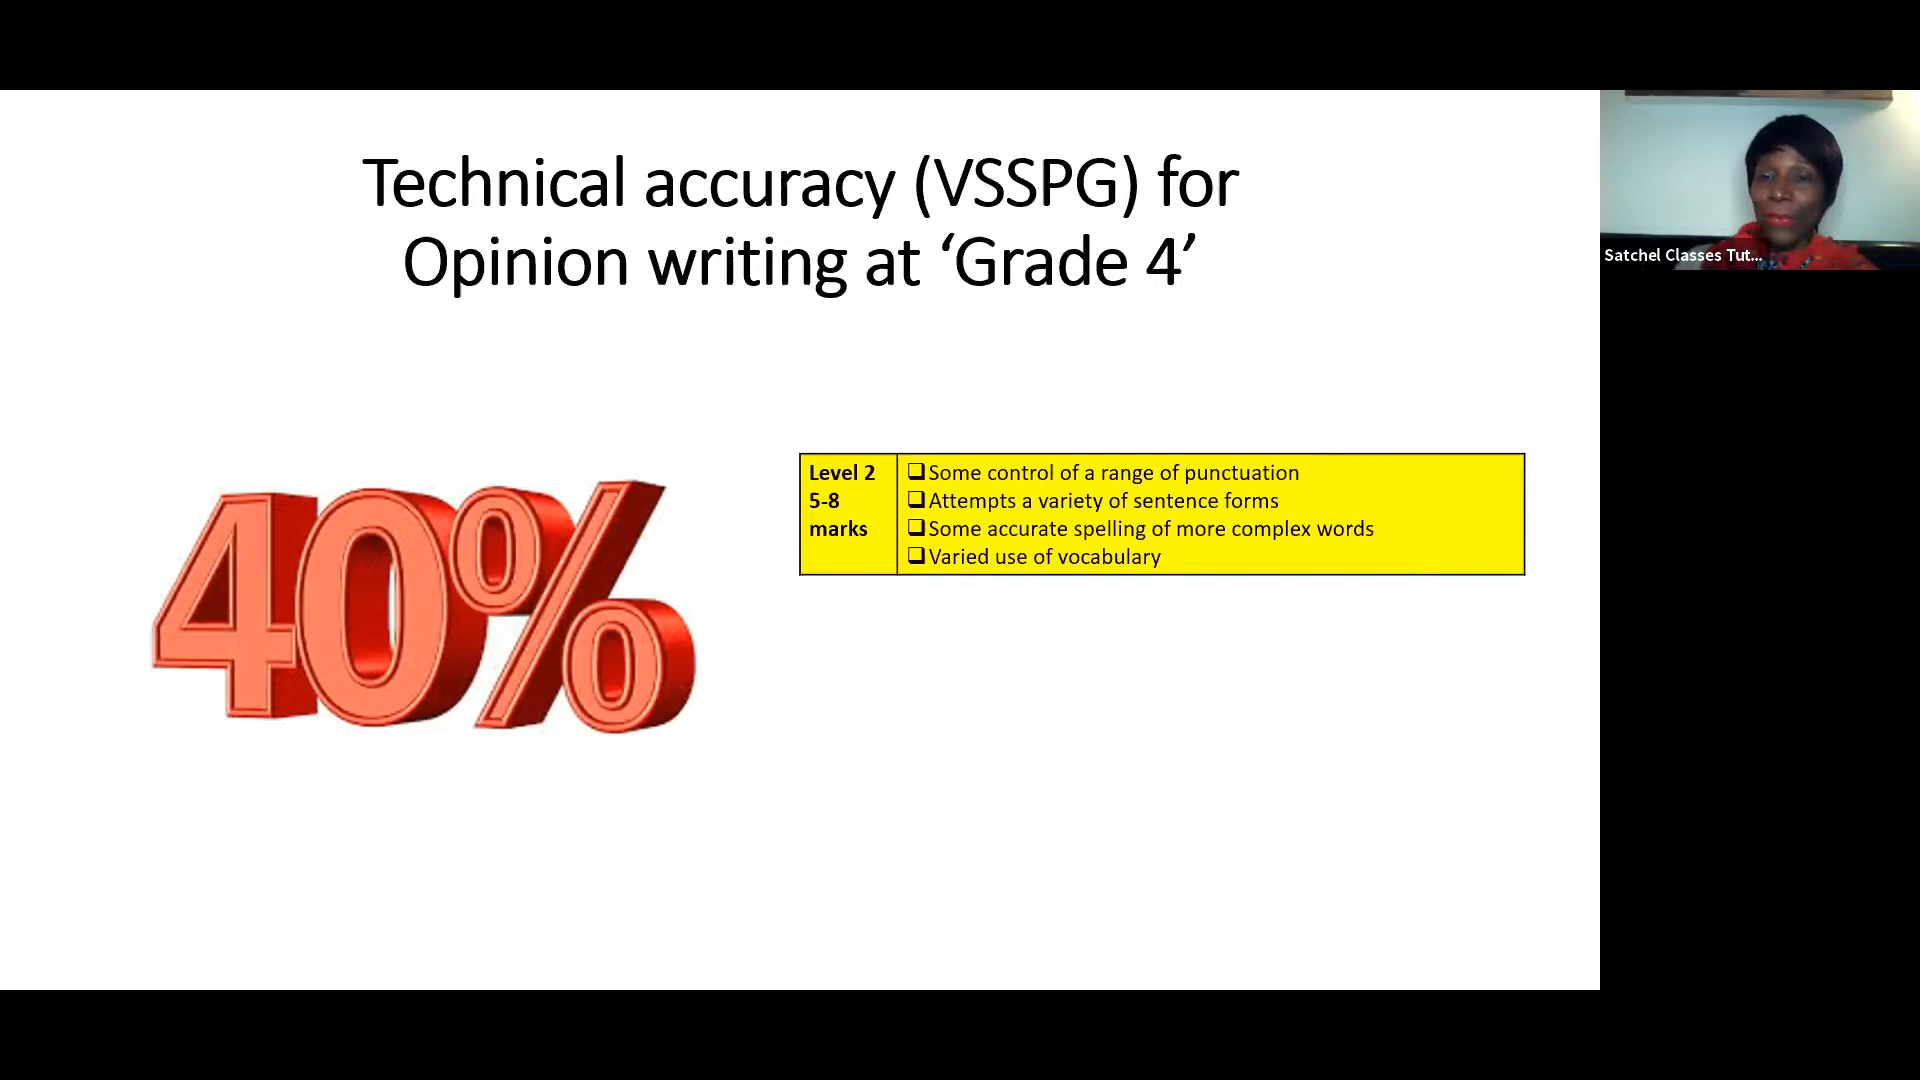 Technical accuracy (VSSPG) for
Opinion writing at ‘Grade 4’
40%
Level 2
5-8
marks
❑Some control of a range of punctuation
❑Attempts a variety of sentence forms
❑Some accurate spelling of more complex words
❑Varied use of vocabulary
Satchel Classes Tut...